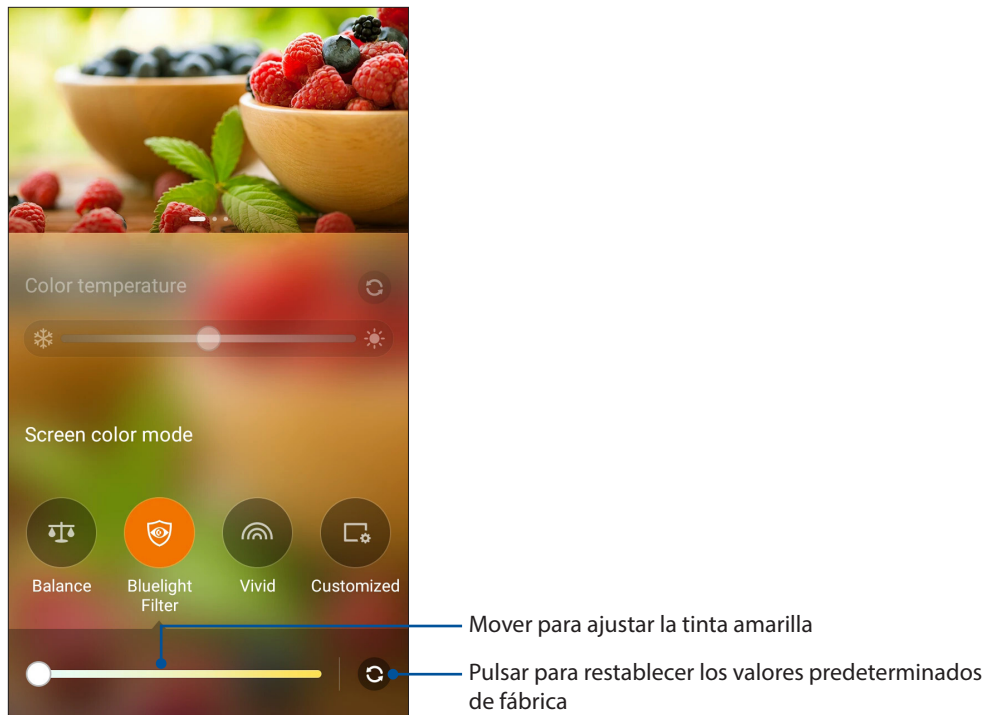 Color temperature
Screen color mode
Balance
Bluelight
Filter
Vivid
Customized
Mover para ajustar la tinta amarilla
Pulsar para restablecer los valores predeterminados
de fábrica